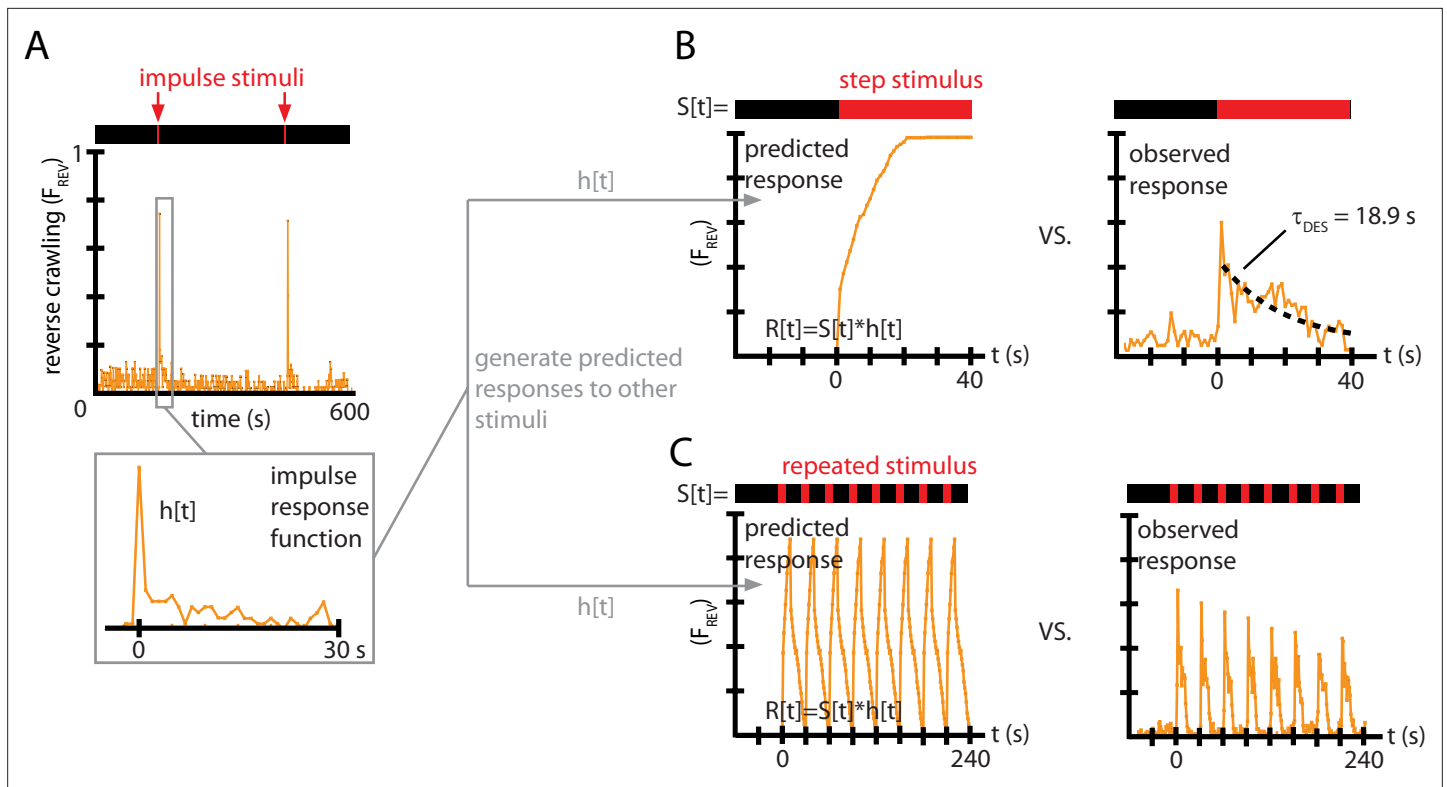 A
impulse stimuli
1
reverse crawling (F_REV)
0
time (s)
600
h[t]
impulse
response
function
0
30 s
h[t]
generate predicted
responses to other
stimuli
h[t]
B
step stimulus
S[t]=
predicted
response
(F_REV)
R[t]=S[t]*h[t]
t (s)
0
40
VS.
observed
response
τ_DES = 18.9 s
t (s)
0
40
C
repeated stimulus
S[t]=
predicted
response
(F_REV)
R[t]=S[t]*h[t]
t (s)
0
240
VS.
observed
response
t (s)
0
240